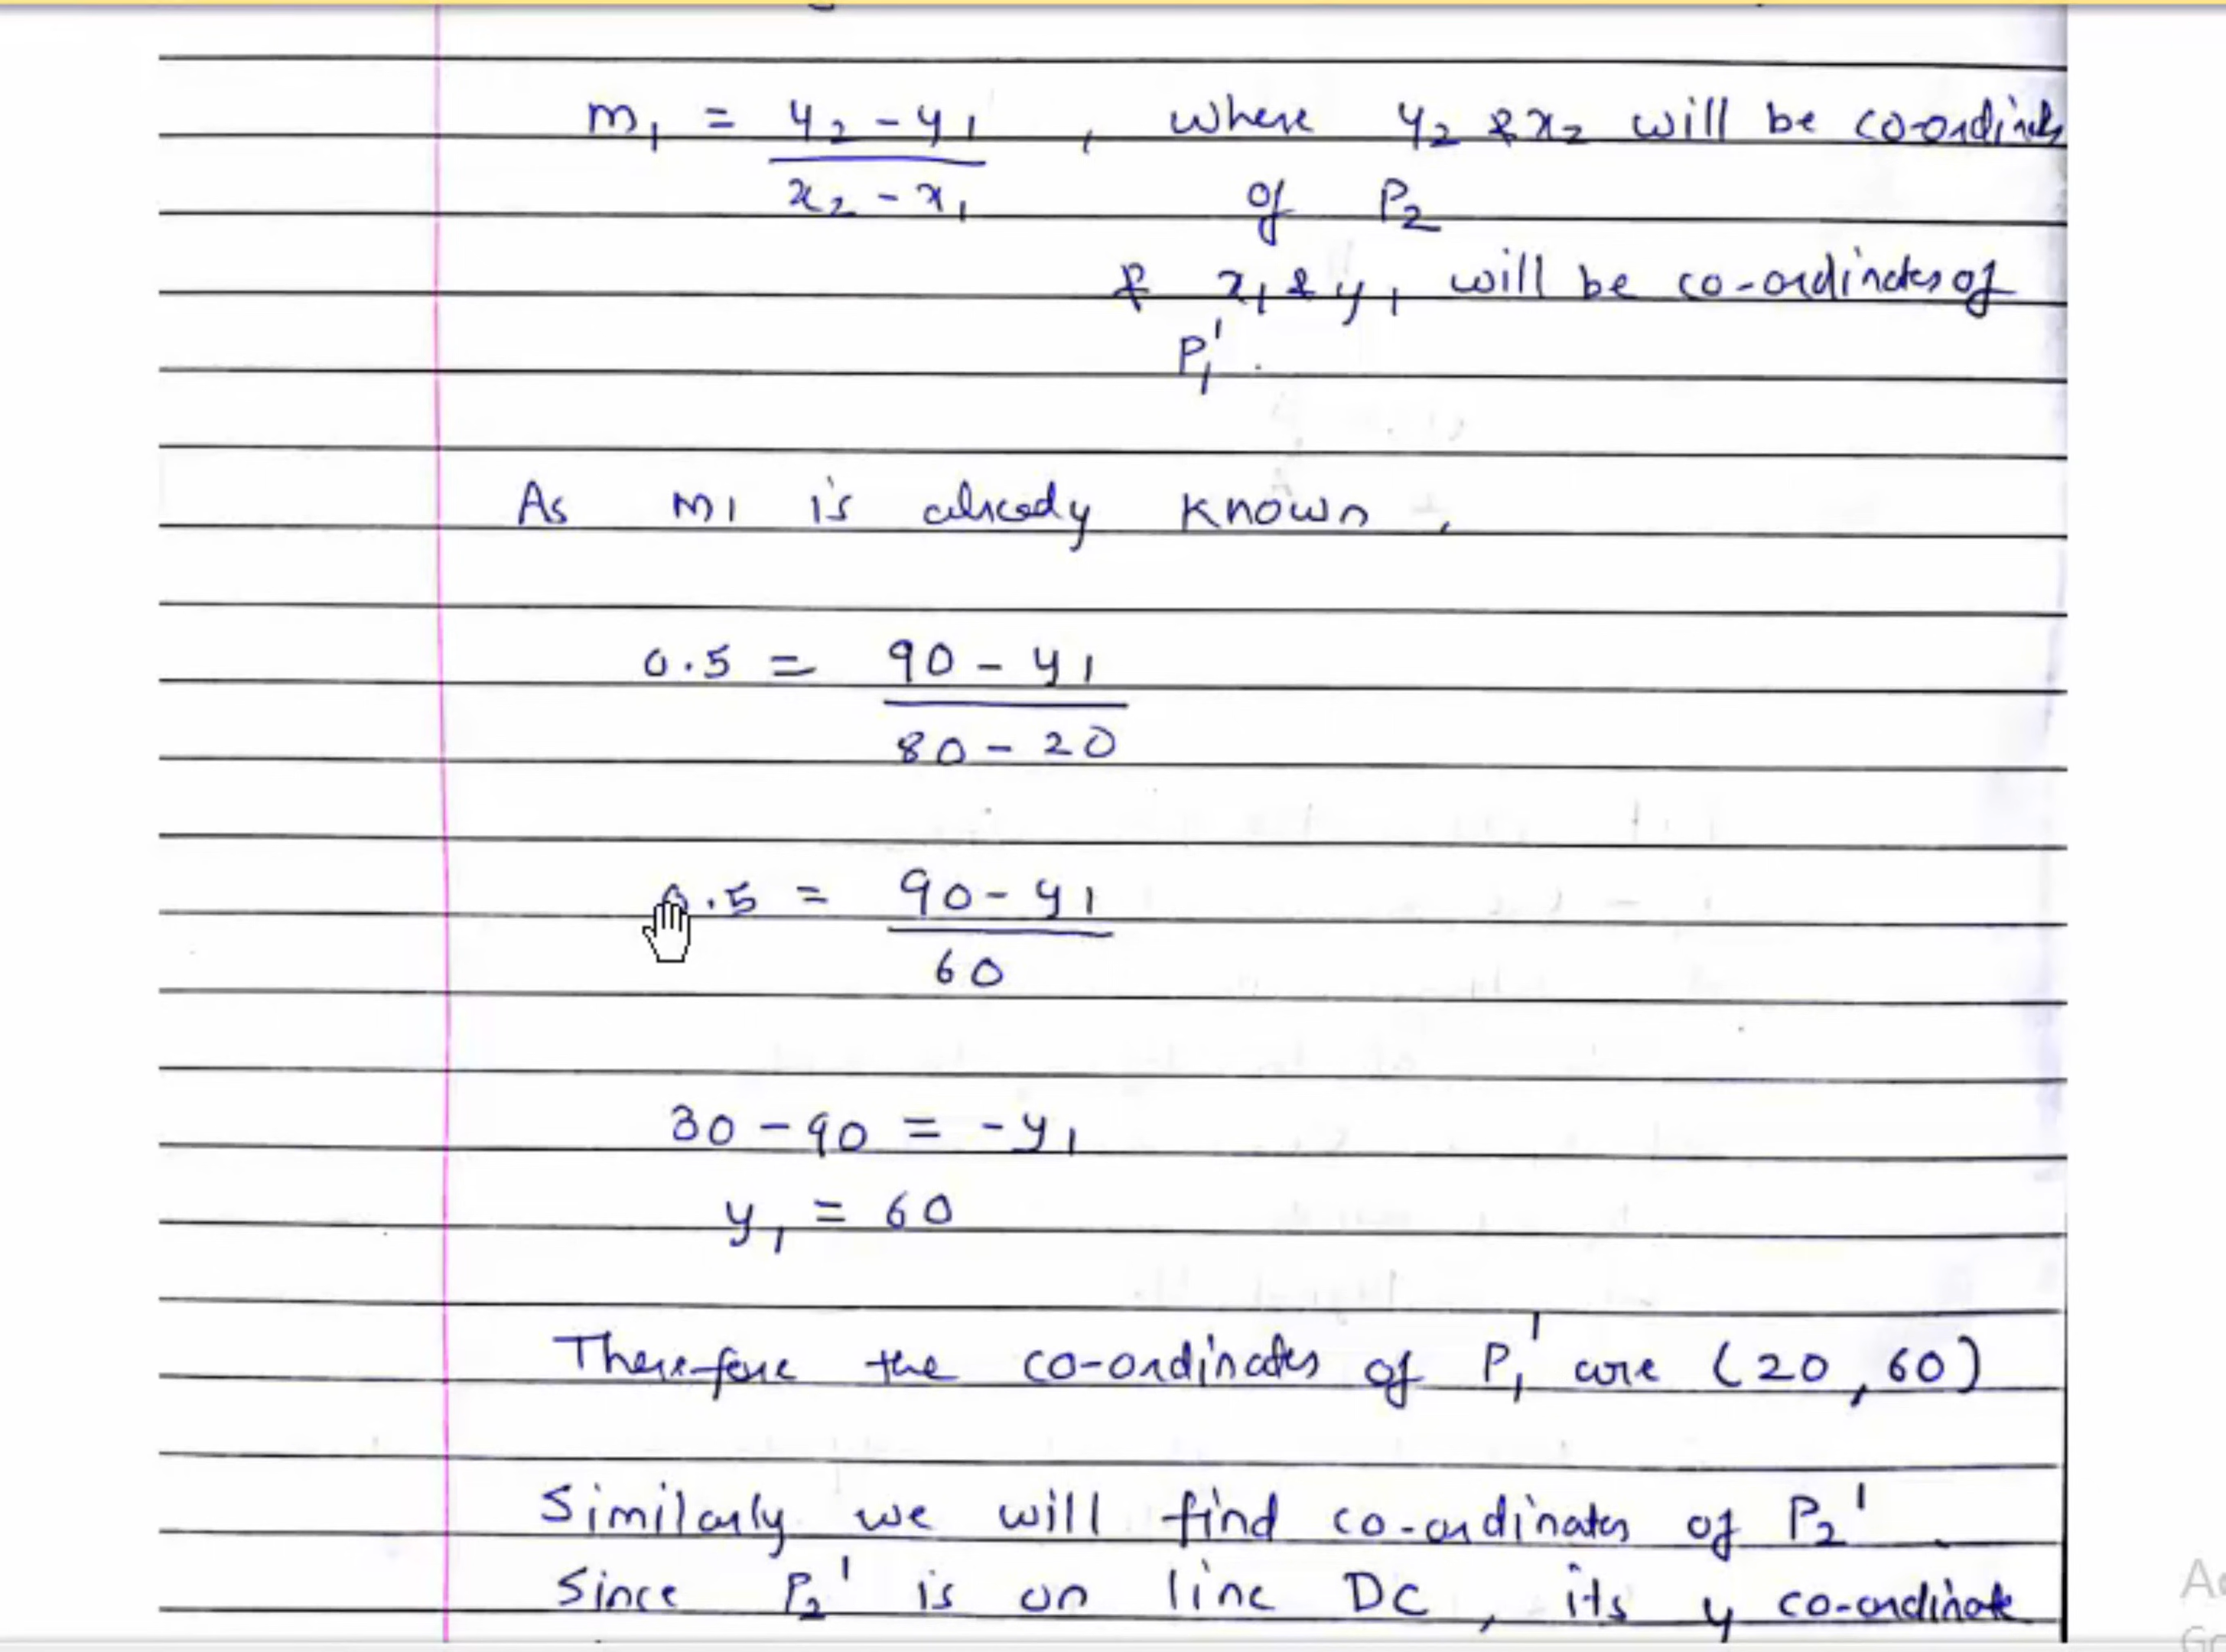 m₁ = y₂ - y₁ / x₂ - x₁ , where y₂ & x₂ will be co-ordinates
of P₂
& x₁ & y₁ will be co-ordinates of
P₁' .
As m1 is already known ,
0.5 = 90 - y₁ / 80 - 20
0.5 = 90 - y₁ / 60
30 - 90 = -y₁
y₁ = 60
Therefore the co-ordinates of P₁' are (20, 60)
Similarly we will find co-ordinates of P₂' .
Since P₂' is on line DC , its y co-ordinate